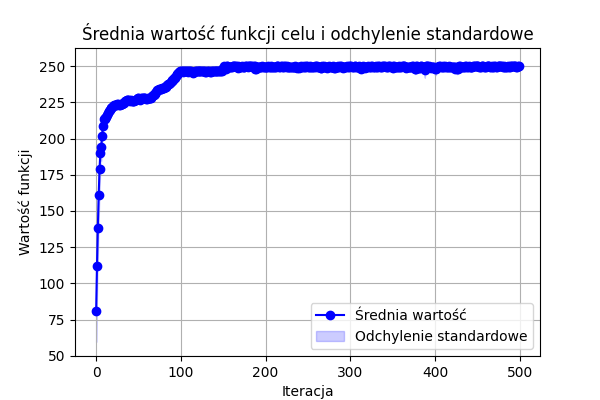 Średnia wartość funkcji celu i odchylenie standardowe
250
225
200
175
150
125
100
75
50
Wartość funkcji
0 100 200 300 400 500
Iteracja
Średnia wartość
Odchylenie standardowe